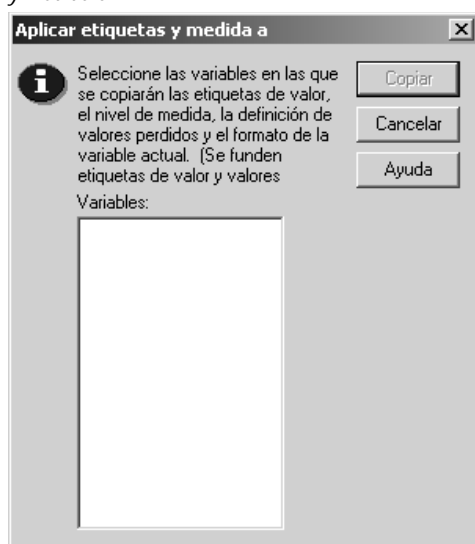 Aplicar etiquetas y medida a
Seleccione las variables en las que
se copiarán las etiquetas de valor,
el nivel de medida, la definición de
valores perdidos y el formato de la
variable actual. (Se funden
etiquetas de valor y valores
Variables:
Copiar
Cancelar
Ayuda